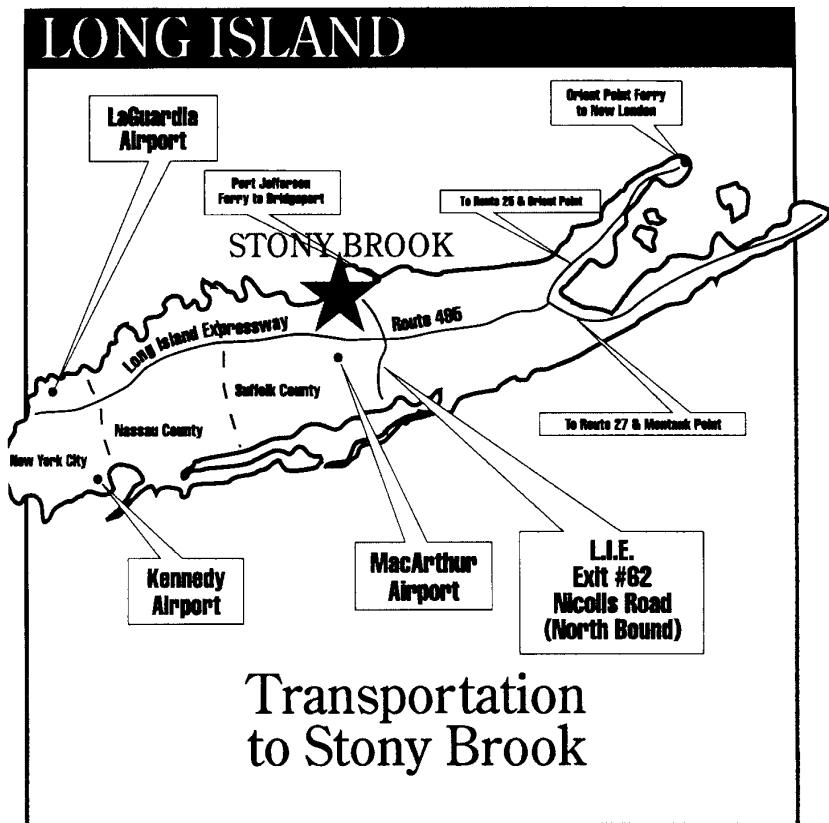 LONG ISLAND
LaGuardia
Airport
Orient Point Ferry
to New London
Port Jefferson
Ferry to Bridgeport
To Route 25 & Orient Point
STONY BROOK
Long Island Expressway
Route 495
Suffolk County
Nassau County
New York City
To Route 27 & Montauk Point
Kennedy
Airport
MacArthur
Airport
L.I.E.
Exit #62
Nicolls Road
(North Bound)
Transportation
to Stony Brook